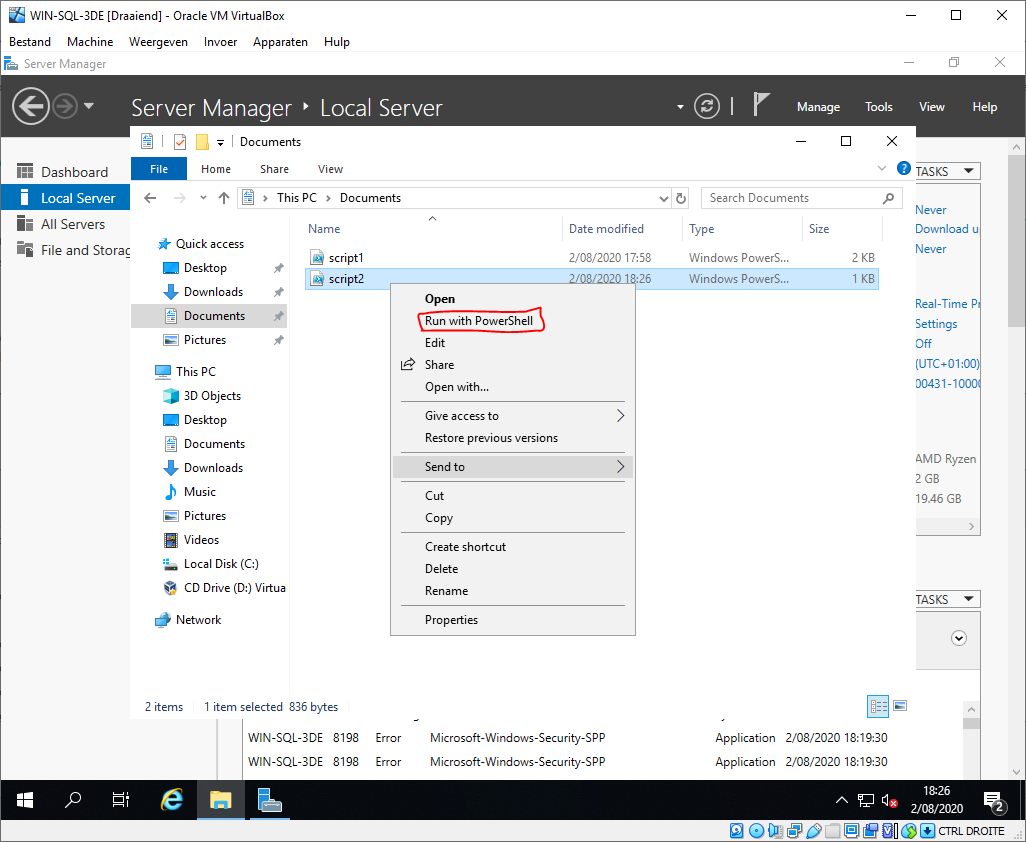 WIN-SQL-3DE [Draaiend] - Oracle VM VirtualBox
Bestand Machine Weergeven Invoer Apparaten Hulp
Server Manager
Server Manager Local Server Manage Tools View Help
Documents
File Home Share View
This PC Documents Search Documents
Dashboard
Local Server
All Servers
File and Storag
Quick access
Desktop
Downloads
Documents
Pictures
This PC
3D Objects
Desktop
Documents
Downloads
Music
Pictures
Videos
Local Disk (C:)
CD Drive (D:) Virtua
Network
Name Date modified Type Size
script1 2/08/2020 17:58 Windows PowerS... 2 KB
script2 2/08/2020 18:26 Windows PowerS... 1 KB
Open
Run with PowerShell
Edit
Share
Open with...
Give access to
Restore previous versions
Send to
Cut
Copy
Create shortcut
Delete
Rename
Properties
TASKS
Never
Download u
Never
Real-Time Pr
Settings
Off
(UTC+01:00)
00431-10000
AMD Ryzen
2 GB
19.46 GB
TASKS
2 items 1 item selected 836 bytes
WIN-SQL-3DE 8198 Error Microsoft-Windows-Security-SPP Application 2/08/2020 18:19:30
WIN-SQL-3DE 8198 Error Microsoft-Windows-Security-SPP Application 2/08/2020 18:19:30
18:26
2/08/2020
2
CTRL DROITE